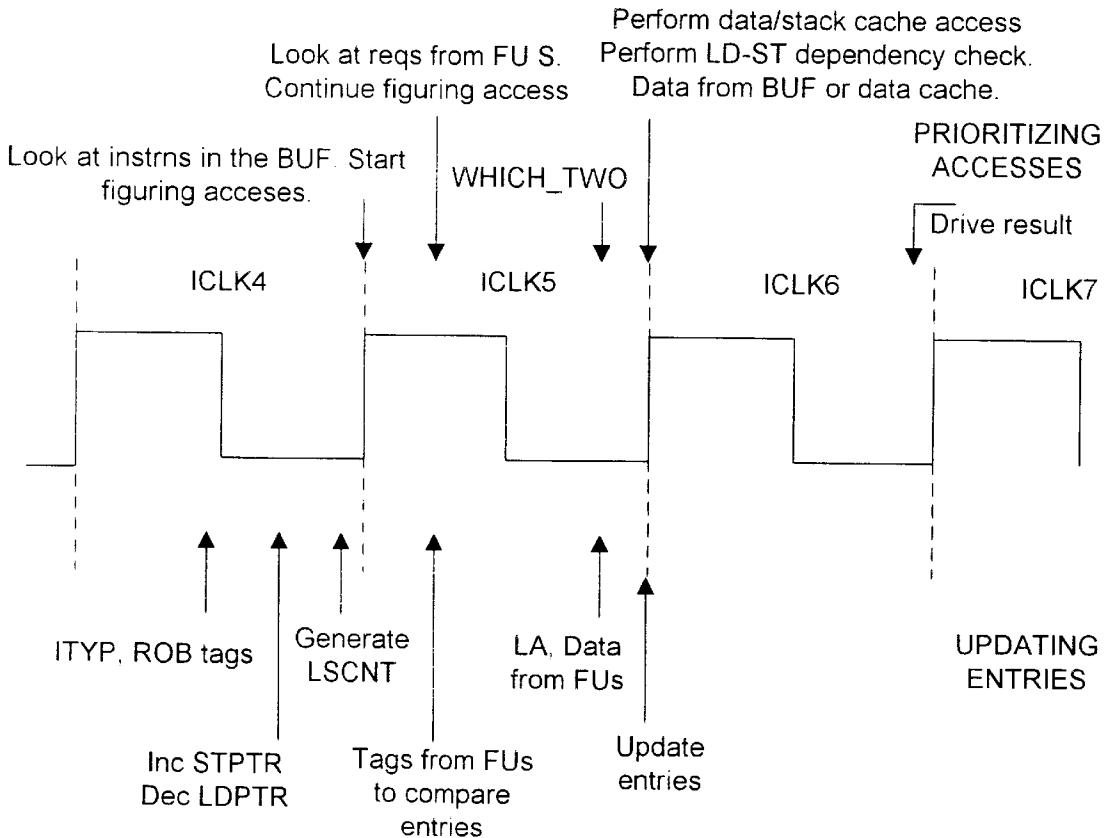 Perform data/stack cache access
Look at reqs from FU S.
Perform LD-ST dependency check.
Continue figuring access
Data from BUF or data cache.
PRIORITIZING
ACCESSES
Look at instrns in the BUF. Start
figuring acceses.
WHICH_TWO
Drive result
ICLK4
ICLK5
ICLK6
ICLK7
ITYP, ROB tags
Generate
LSCNT
LA, Data
from FUs
UPDATING
ENTRIES
Inc STPTR
Dec LDPTR
Tags from FUs
to compare
entries
Update
entries